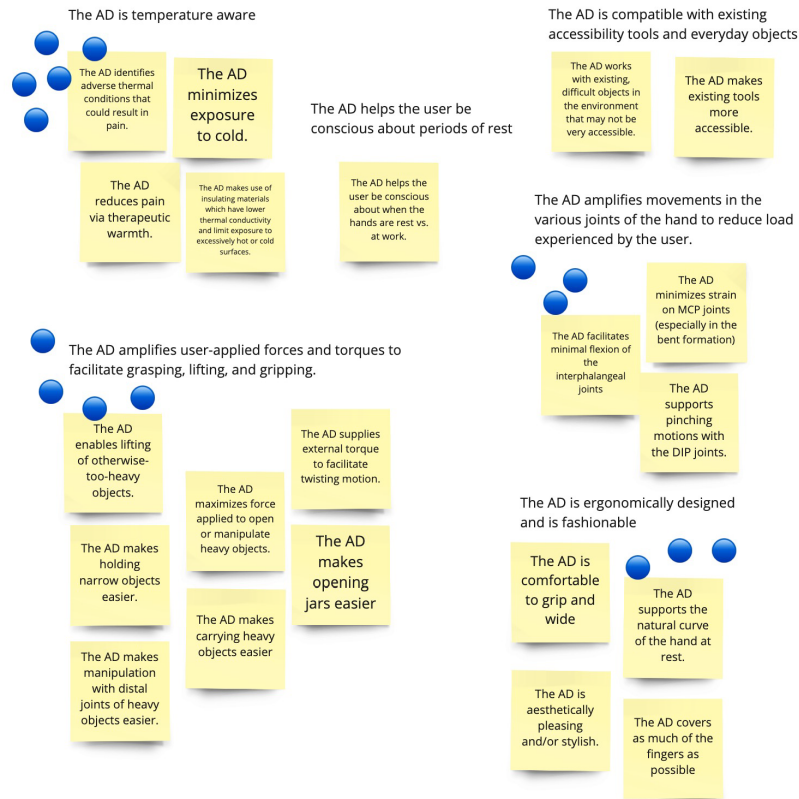 The AD is temperature aware
The AD identifies
adverse thermal
conditions that
could result in
pain.
The AD
minimizes
exposure
to cold.
The AD
reduces pain
via therapeutic
warmth.
The AD makes use of
insulating materials
which have lower
thermal conductivity
and limit exposure to
excessively hot or cold
surfaces.
The AD helps the user be
conscious about periods of rest
The AD helps the
user be conscious
about when the
hands are rest vs.
at work.
The AD is compatible with existing
accessibility tools and everyday objects
The AD works
with existing,
difficult objects in
the environment
that may not be
very accessible.
The AD makes
existing tools
more
accessible.
The AD amplifies movements in the
various joints of the hand to reduce load
experienced by the user.
The AD
minimizes strain
on MCP joints
(especially in the
bent formation)
The AD facilitates
minimal flexion of
the
interphalangeal
joints
The AD
supports
pinching
motions with
the DIP joints.
The AD amplifies user-applied forces and torques to
facilitate grasping, lifting, and gripping.
The AD
enables lifting
of otherwise-
too-heavy
objects.
The AD supplies
external torque
to facilitate
twisting motion.
The AD
maximizes force
applied to open
or manipulate
heavy objects.
The AD makes
holding
narrow objects
easier.
The AD
makes
opening
jars easier
The AD makes
carrying heavy
objects easier
The AD makes
manipulation
with distal
joints of heavy
objects easier.
The AD is ergonomically designed
and is fashionable
The AD is
comfortable
to grip and
wide
The AD
supports the
natural curve
of the hand at
rest.
The AD is
aesthetically
pleasing
and/or stylish.
The AD covers
as much of the
fingers as
possible